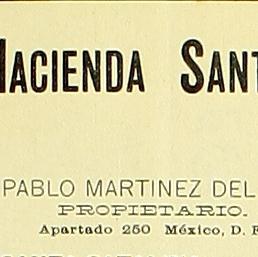 HACIENDA SANT
PABLO MARTINEZ DEL
PROPIETARIO.
Apartado 250 México, D. F